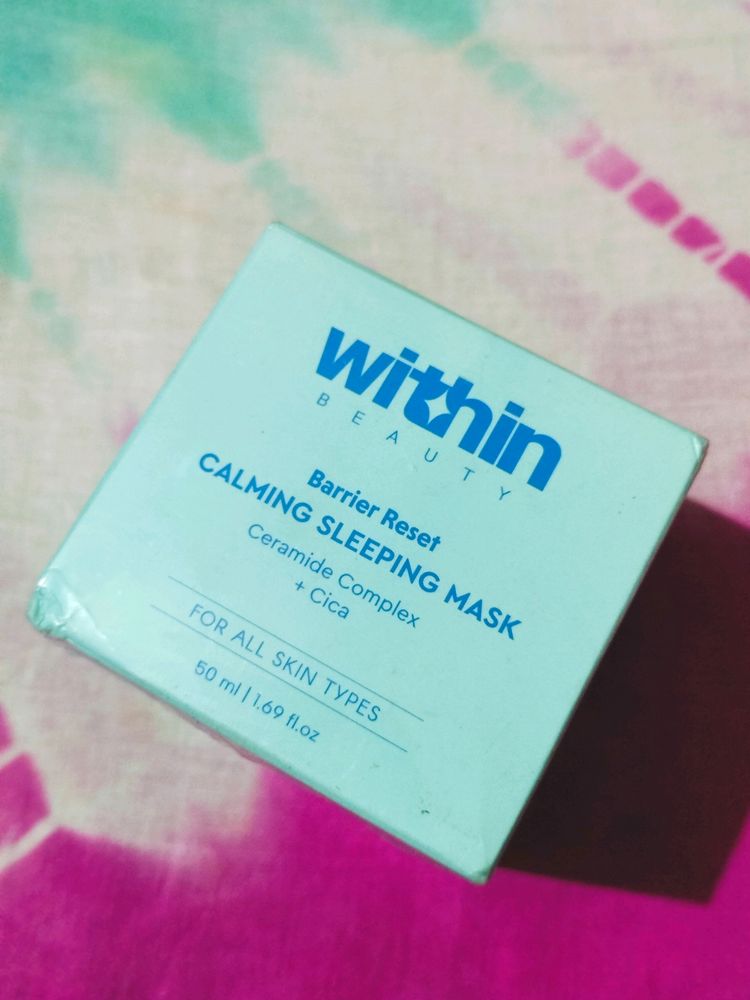 within
BEAUTY
Barrier Reset
CALMING SLEEPING MASK
Ceramide Complex
+ Cica
FOR ALL SKIN TYPES
50 ml | 1.69 fl.oz